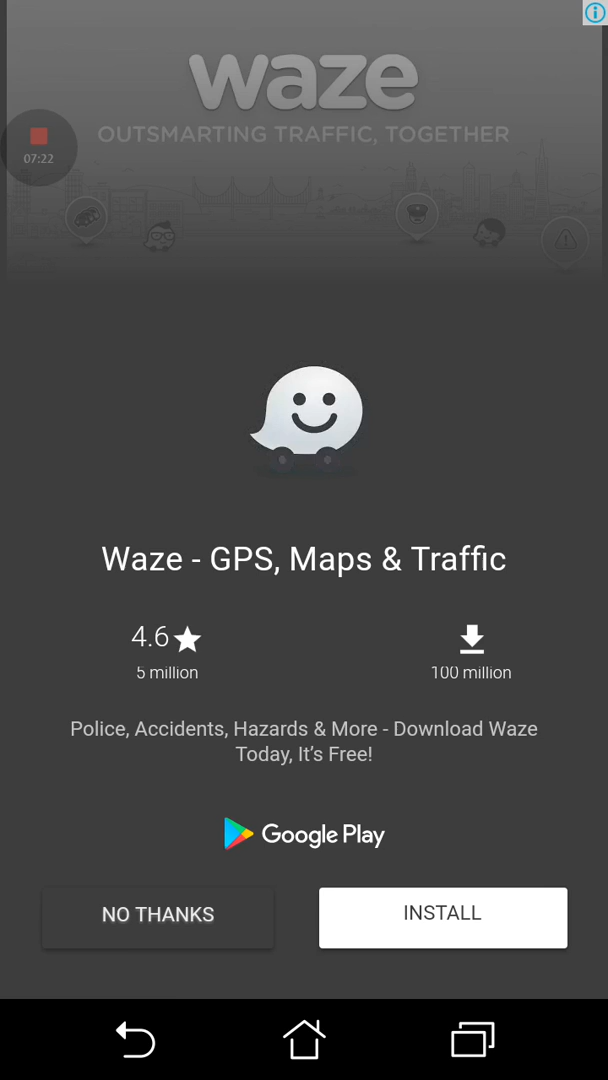 waze
OUTSMARTING TRAFFIC, TOGETHER
07:22
Waze - GPS, Maps & Traffic
4.6
5 million
100 million
Police, Accidents, Hazards & More - Download Waze
Today, It's Free!
Google Play
NO THANKS
INSTALL